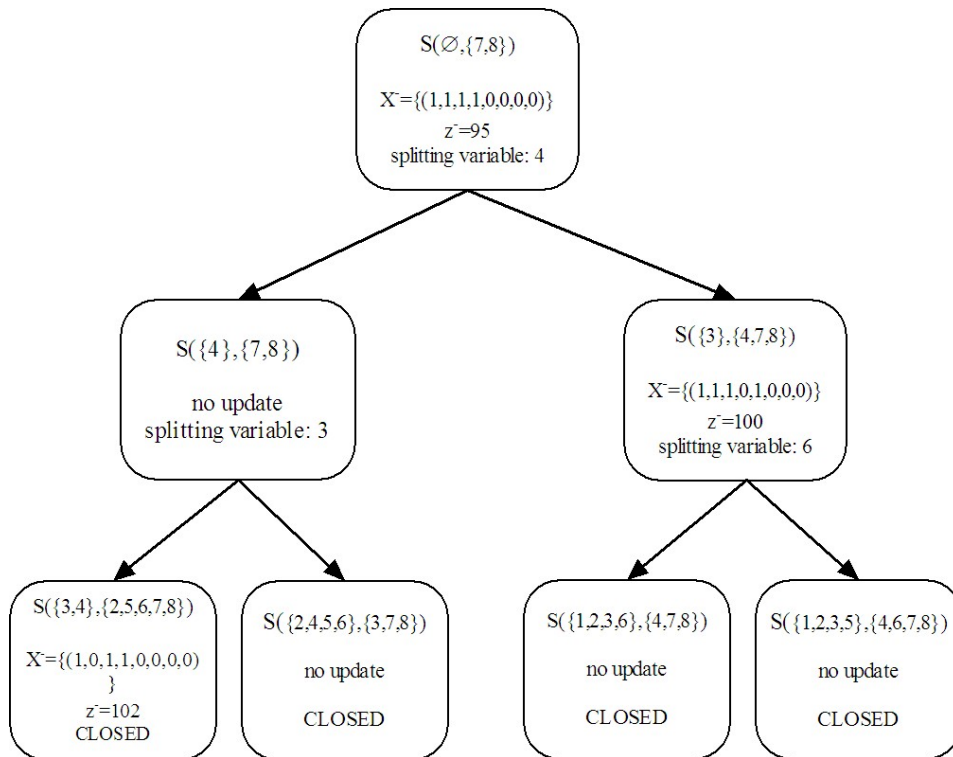 S(∅,{7,8})
X⁻={(1,1,1,1,0,0,0,0)}
z⁻=95
splitting variable: 4
S({4},{7,8})
no update
splitting variable: 3
S({3},{4,7,8})
X⁻={(1,1,1,0,1,0,0,0)}
z⁻=100
splitting variable: 6
S({3,4},{2,5,6,7,8})
X⁻={(1,0,1,1,0,0,0,0)
}
z⁻=102
CLOSED
S({2,4,5,6},{3,7,8})
no update
CLOSED
S({1,2,3,6},{4,7,8})
no update
CLOSED
S({1,2,3,5},{4,6,7,8})
no update
CLOSED